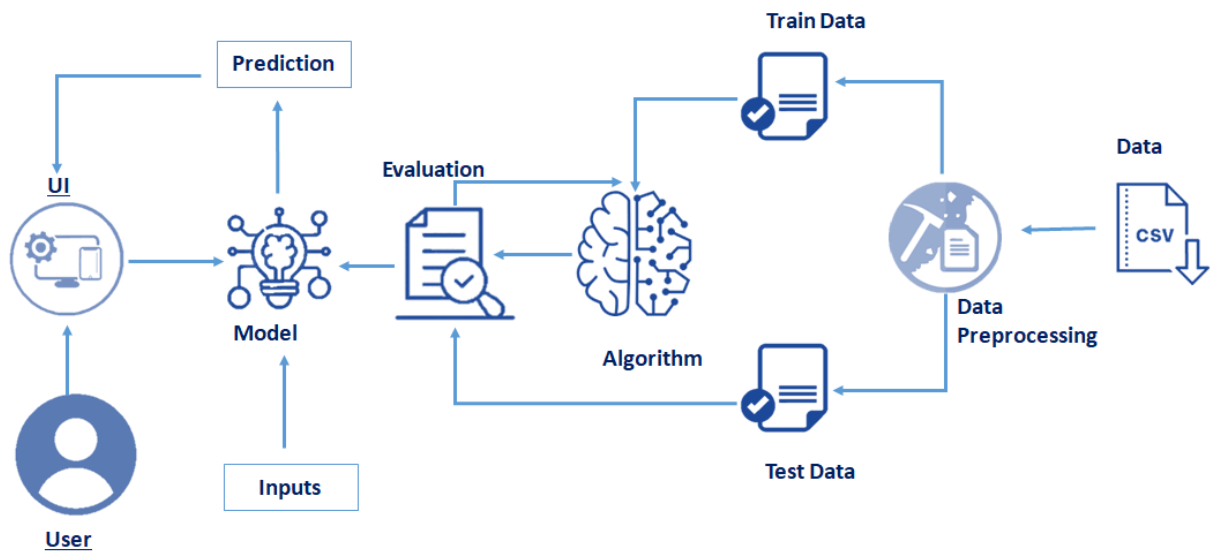 Train Data
Prediction
Data
Evaluation
UI
CSV
Data
Preprocessing
Model
Algorithm
Test Data
Inputs
User